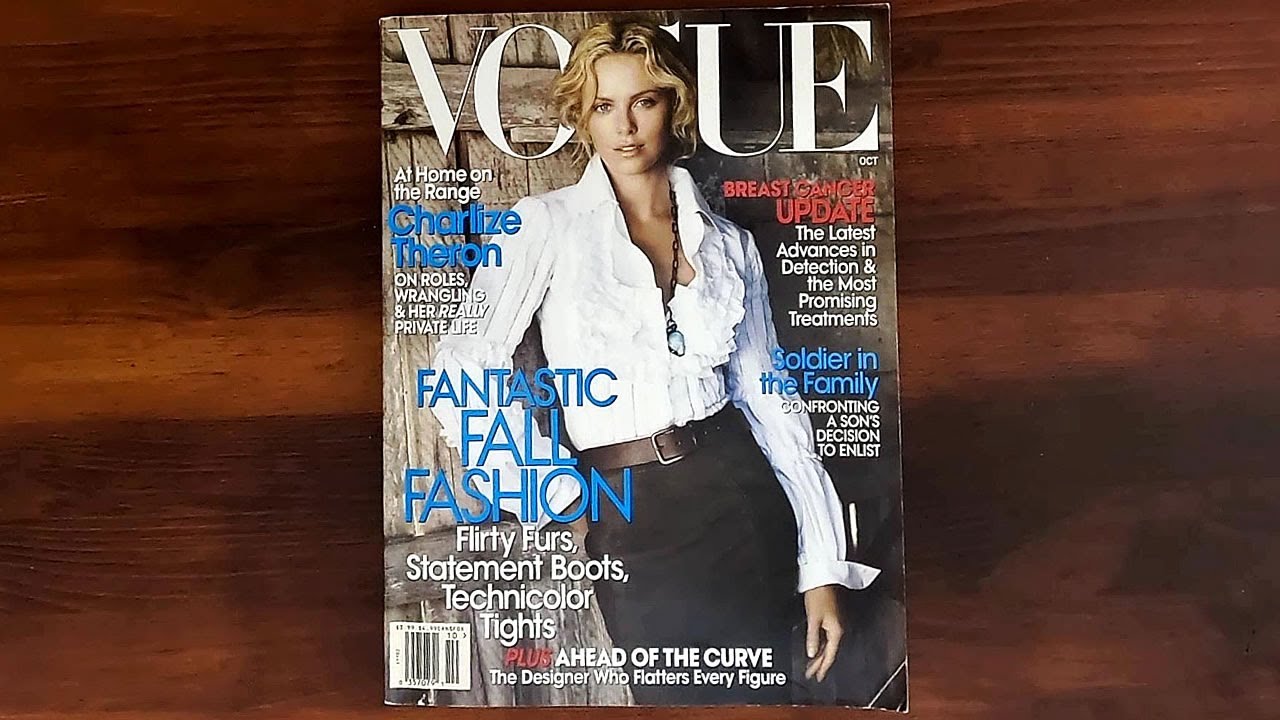 VOGUE
OCT
At Home on
the Range
Charlize
Theron
ON ROLES,
WRANGLING
& HER REALLY
PRIVATE LIFE
BREAST CANCER
UPDATE
The Latest
Advances in
Detection &
the Most
Promising
Treatments
Soldier in
the Family
CONFRONTING
A SON'S
DECISION
TO ENLIST
FANTASTIC
FALL
FASHION
Flirty Furs,
Statement Boots,
Technicolor
Tights
PLUS AHEAD OF THE CURVE
The Designer Who Flatters Every Figure
10